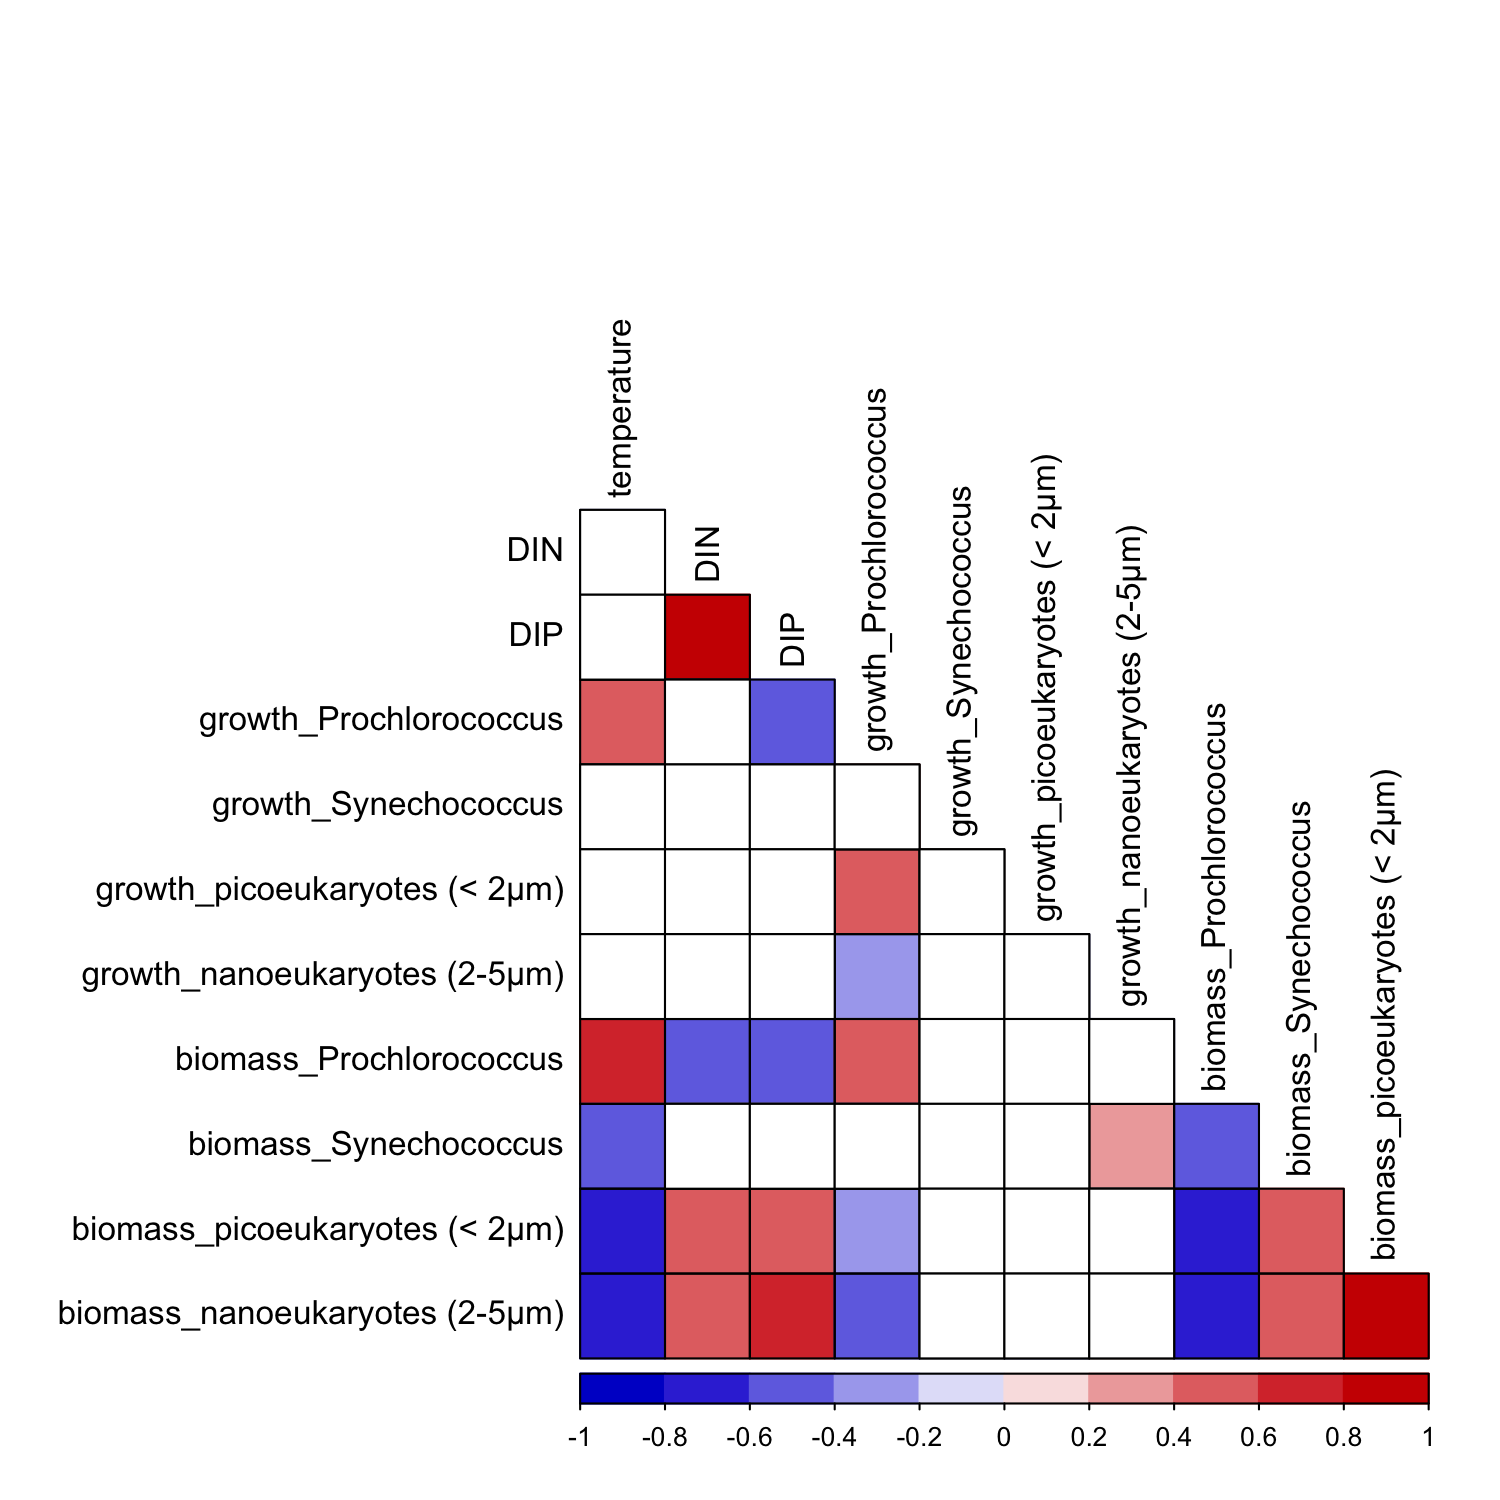 temperature
DIN
DIP
growth_Prochlorococcus
growth_Synechococcus
growth_picoeukaryotes (< 2µm)
growth_nanoeukaryotes (2-5µm)
biomass_Prochlorococcus
biomass_Synechococcus
biomass_picoeukaryotes (< 2µm)
DIN
DIP
growth_Prochlorococcus
growth_Synechococcus
growth_picoeukaryotes (< 2µm)
growth_nanoeukaryotes (2-5µm)
biomass_Prochlorococcus
biomass_Synechococcus
biomass_picoeukaryotes (< 2µm)
biomass_nanoeukaryotes (2-5µm)
-1 -0.8 -0.6 -0.4 -0.2 0 0.2 0.4 0.6 0.8 1